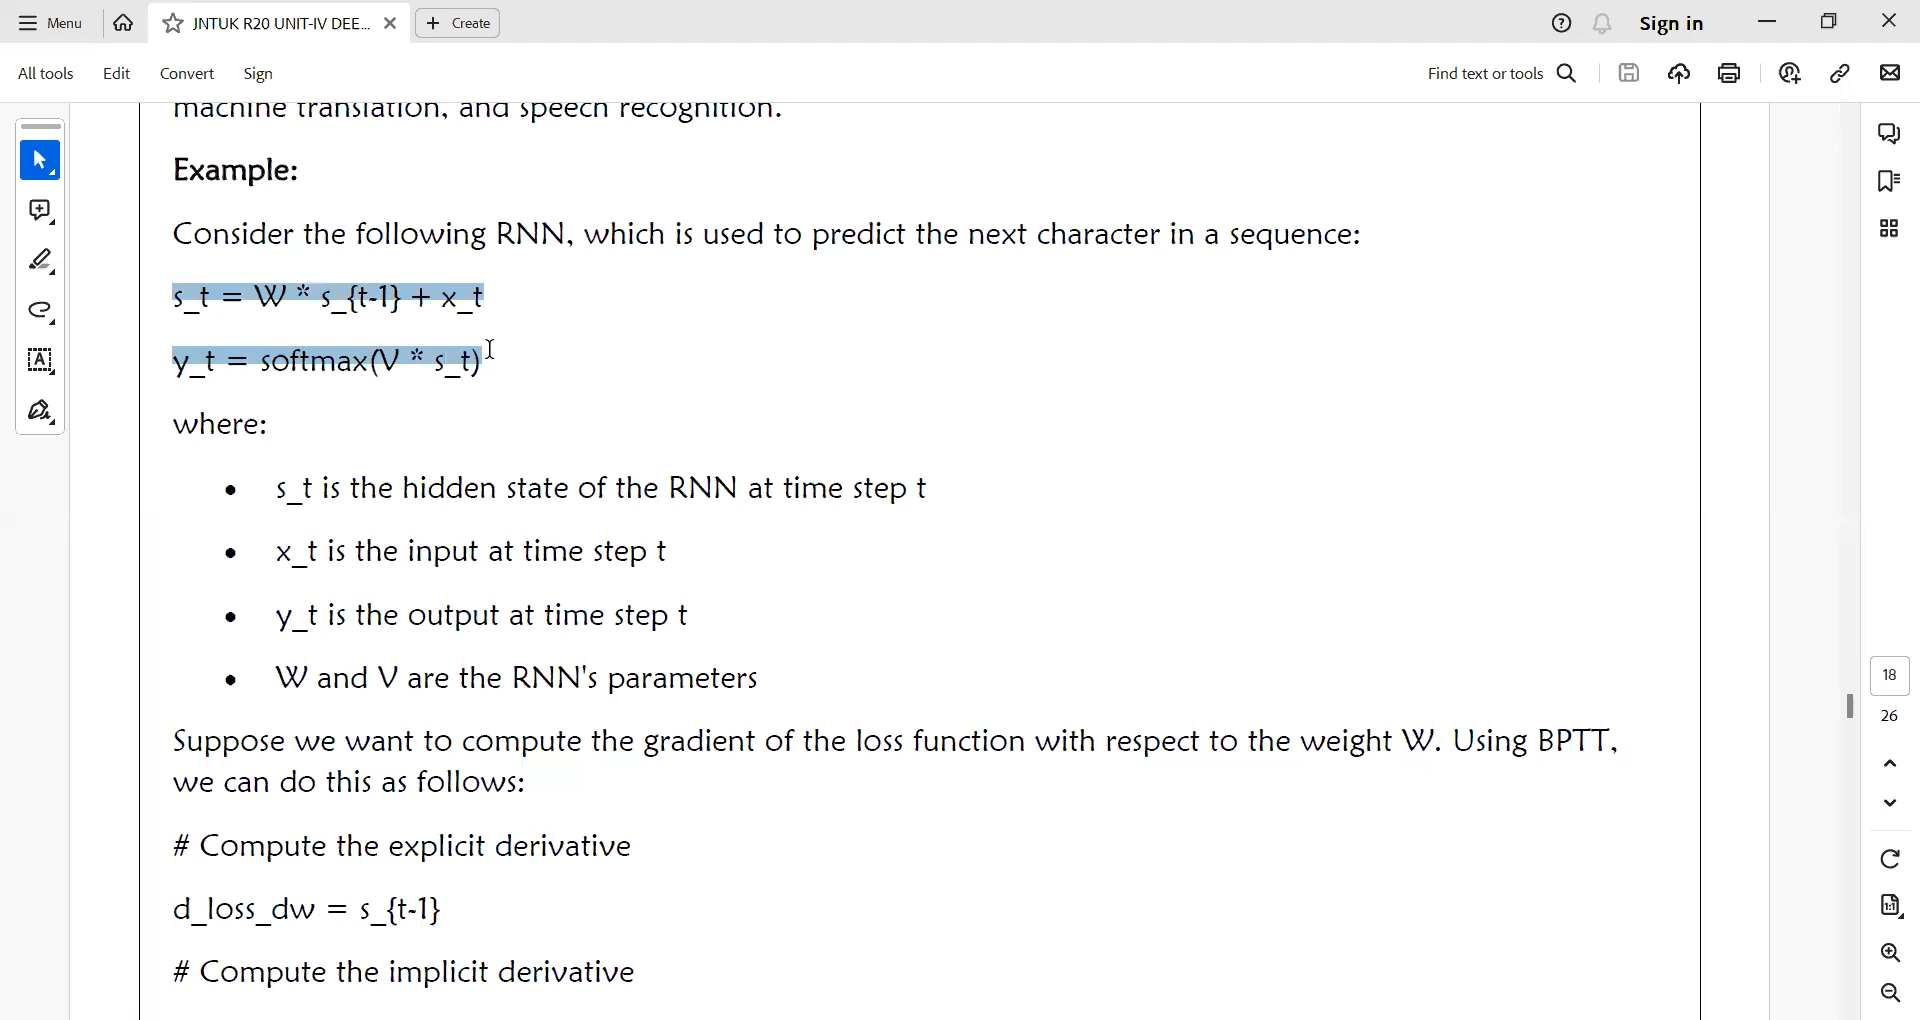 Menu
JNTUK R20 UNIT-IV DEE...
Create
Sign in
All tools
Edit
Convert
Sign
Find text or tools
machine translation, and speech recognition.
Example:
Consider the following RNN, which is used to predict the next character in a sequence:
s_t = W * s_{t-1} + x_t
y_t = softmax(V * s_t)
where:
• s_t is the hidden state of the RNN at time step t
• x_t is the input at time step t
• y_t is the output at time step t
• W and V are the RNN's parameters
Suppose we want to compute the gradient of the loss function with respect to the weight W. Using BPTT,
we can do this as follows:
# Compute the explicit derivative
d_loss_dw = s_{t-1}
# Compute the implicit derivative
18
26